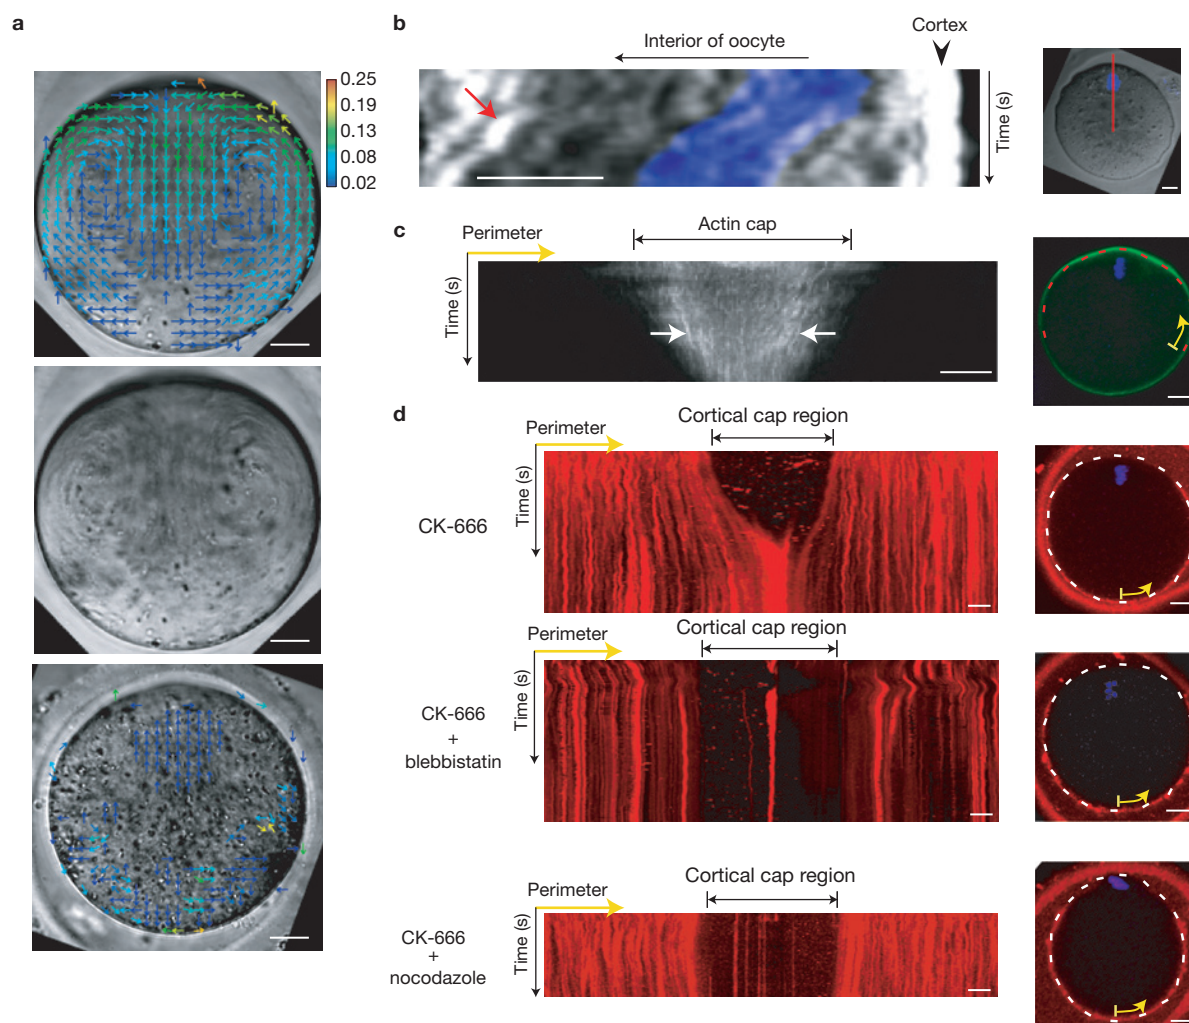 a
0.25
0.19
0.13
0.08
0.02
b
Interior of oocyte
Cortex
Time (s)
c
Perimeter
Actin cap
Time (s)
d
Perimeter
Cortical cap region
Time (s)
CK-666
Perimeter
Cortical cap region
Time (s)
CK-666
+
blebbistatin
Perimeter
Cortical cap region
Time (s)
CK-666
+
nocodazole